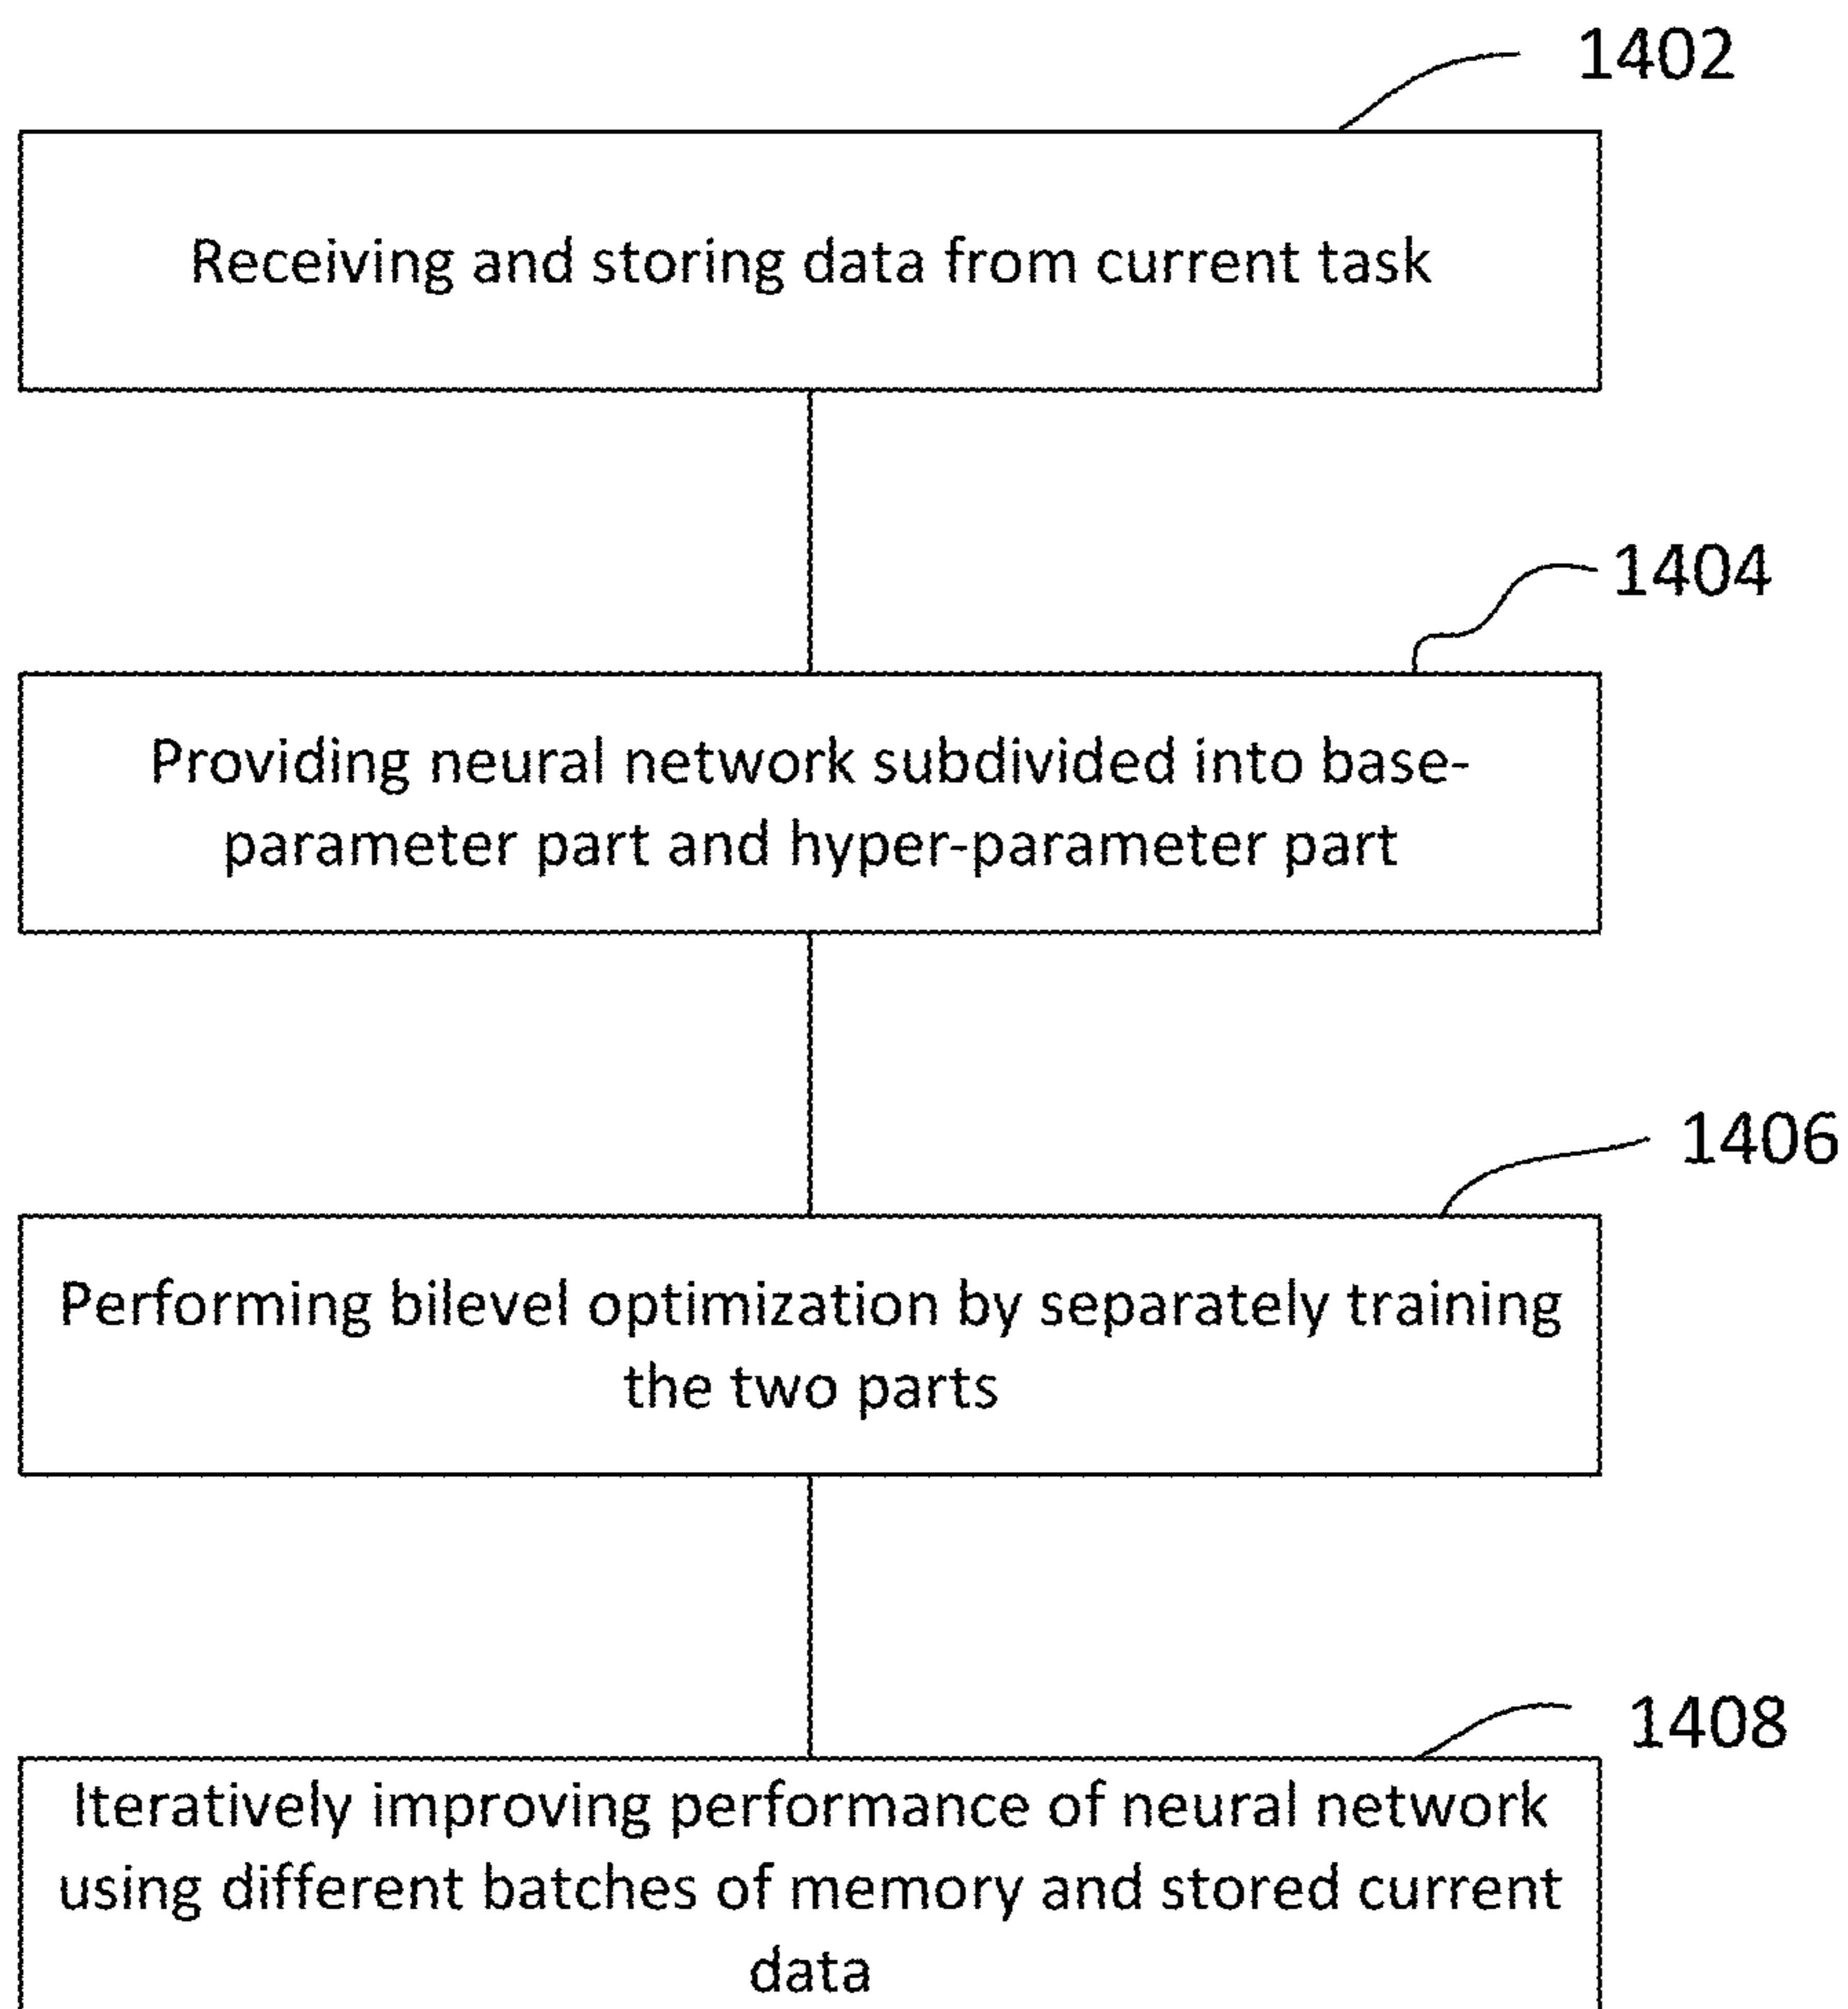 1402
Receiving and storing data from current task
1404
Providing neural network subdivided into base-
parameter part and hyper-parameter part
1406
Performing bilevel optimization by separately training
the two parts
1408
Iteratively improving performance of neural network
using different batches of memory and stored current
data